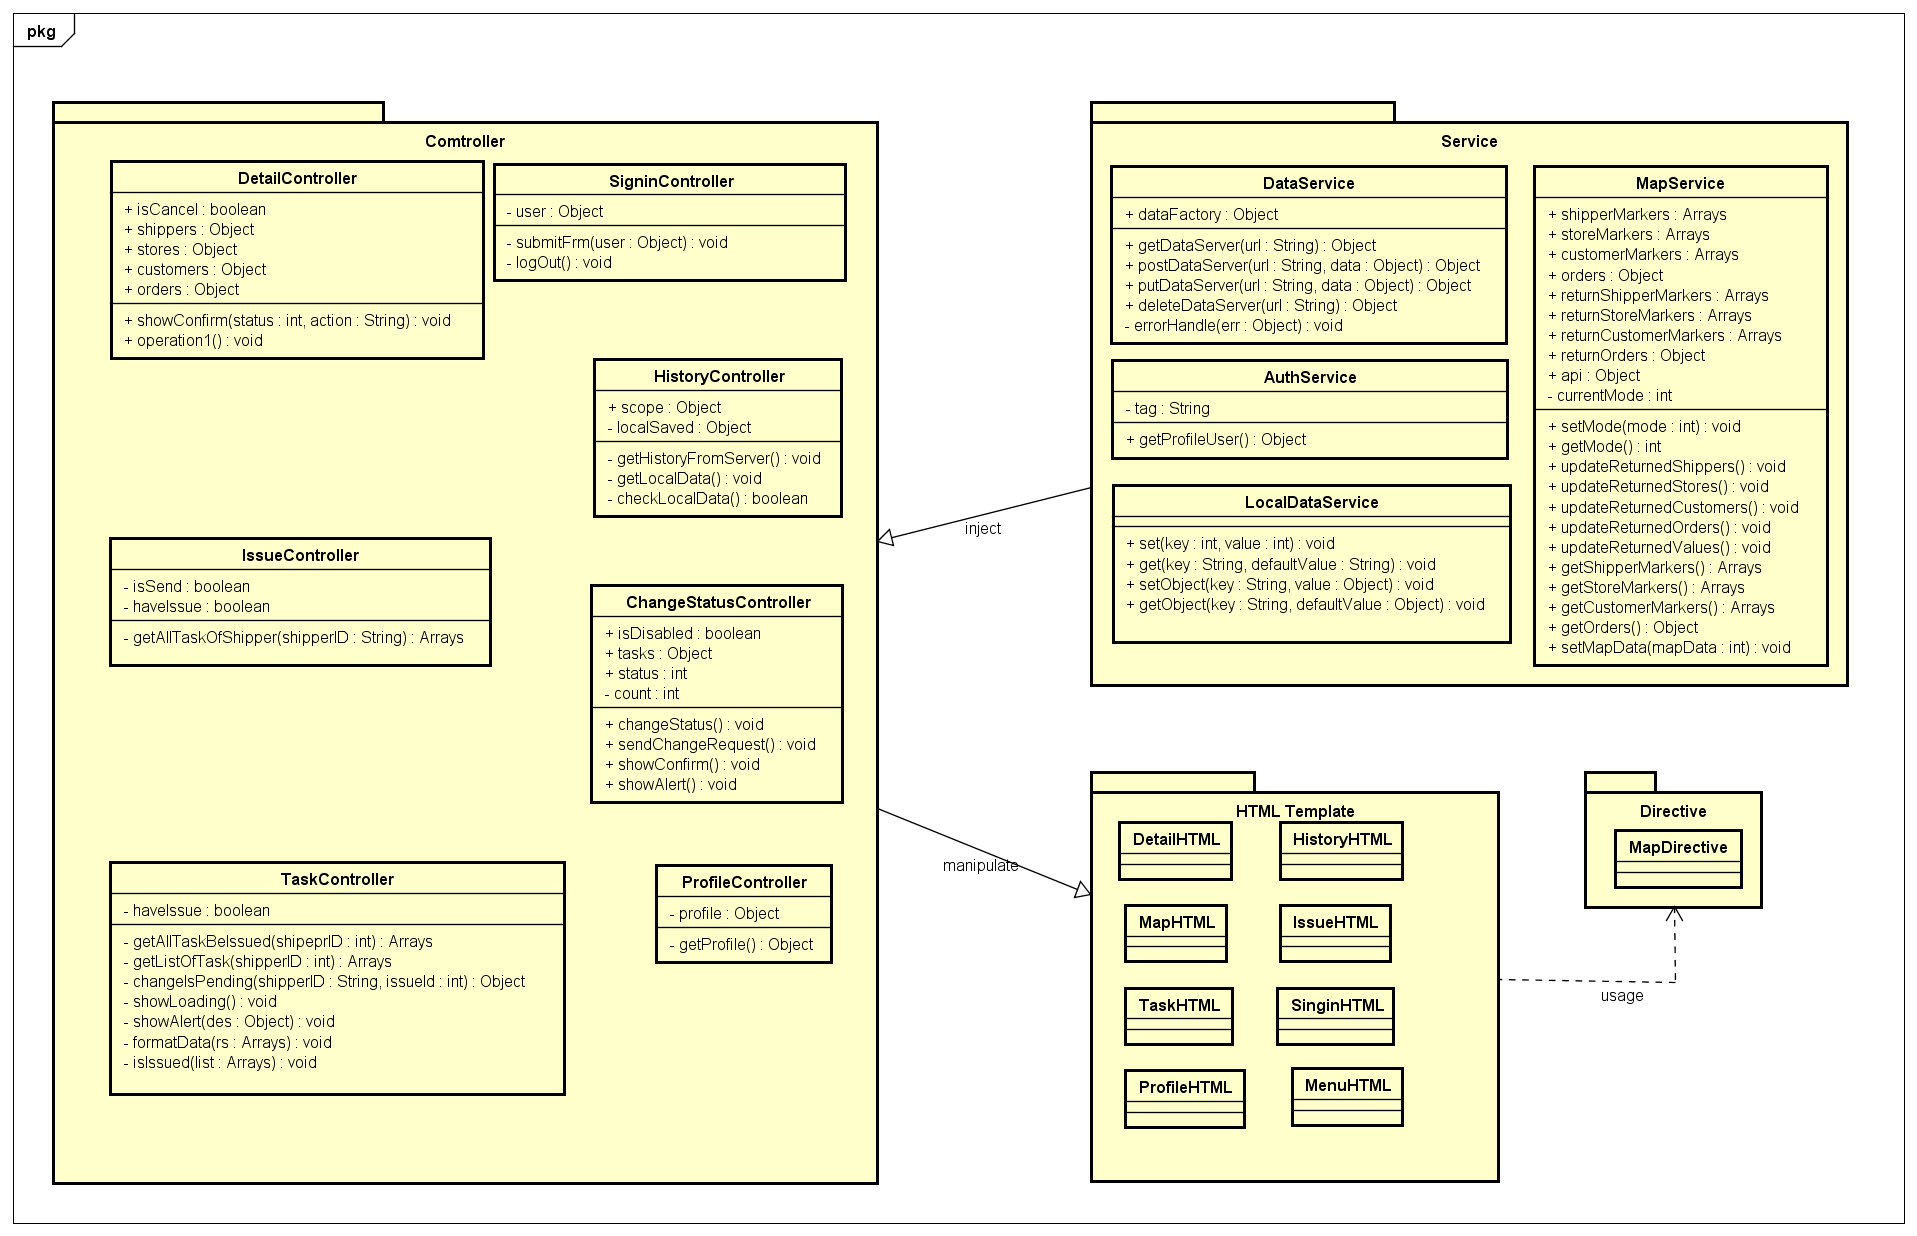 pkg
Comtroller
DetailController
+ isCancel : boolean
+ shippers : Object
+ stores : Object
+ customers : Object
+ orders : Object
+ showConfirm(status : int, action : String) : void
+ operation1() : void
SigninController
- user : Object
- submitFrm(user : Object) : void
- logOut() : void
HistoryController
+ scope : Object
- localSaved : Object
- getHistoryFromServer() : void
- getLocalData() : void
- checkLocalData() : boolean
IssueController
- isSend : boolean
- haveIssue : boolean
- getAllTaskOfShipper(shipperID : String) : Arrays
ChangeStatusController
+ isDisabled : boolean
+ tasks : Object
+ status : int
- count : int
+ changeStatus() : void
+ sendChangeRequest() : void
+ showConfirm() : void
+ showAlert() : void
TaskController
- haveIssue : boolean
- getAllTaskBeIssued(shipeprID : int) : Arrays
- getListOfTask(shipperID : int) : Arrays
- changeIsPending(shipperID : String, issueId : int) : Object
- showLoading() : void
- showAlert(des : Object) : void
- formatData(rs : Arrays) : void
- isIssued(list : Arrays) : void
ProfileController
- profile : Object
- getProfile() : Object
inject
manipulate
Service
DataService
+ dataFactory : Object
+ getDataServer(url : String) : Object
+ postDataServer(url : String, data : Object) : Object
+ putDataServer(url : String, data : Object) : Object
+ deleteDataServer(url : String) : Object
- errorHandle(err : Object) : void
AuthService
- tag : String
+ getProfileUser() : Object
LocalDataService
+ set(key : int, value : int) : void
+ get(key : String, defaultValue : String) : void
+ setObject(key : String, value : Object) : void
+ getObject(key : String, defaultValue : Object) : void
MapService
+ shipperMarkers : Arrays
+ storeMarkers : Arrays
+ customerMarkers : Arrays
+ orders : Object
+ returnShipperMarkers : Arrays
+ returnStoreMarkers : Arrays
+ returnCustomerMarkers : Arrays
+ returnOrders : Object
+ api : Object
- currentMode : int
+ setMode(mode : int) : void
+ getMode() : int
+ updateReturnedShippers() : void
+ updateReturnedStores() : void
+ updateReturnedCustomers() : void
+ updateReturnedOrders() : void
+ updateReturnedValues() : void
+ getShipperMarkers() : Arrays
+ getStoreMarkers() : Arrays
+ getCustomerMarkers() : Arrays
+ getOrders() : Object
+ setMapData(mapData : int) : void
HTML Template
DetailHTML
HistoryHTML
MapHTML
IssueHTML
TaskHTML
SinginHTML
ProfileHTML
MenuHTML
Directive
MapDirective
usage